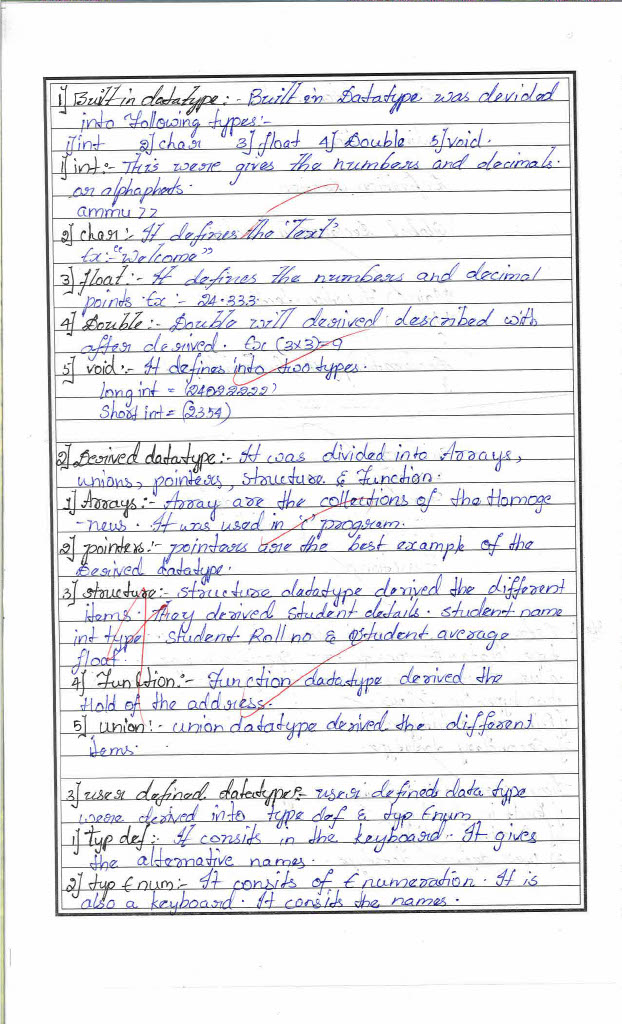 1] Built in datatype :- Built in Datatype was devided
into following types :-
1] int 2] char 3] float 4] Double 5] void .
1] int :- This were gives the numbers and decimals.
or alphapheds .
ammu 77
2] char :- It defines the 'Text'
Ex :- "Welcome"
3] float :- It defines the numbers and decimal
points Ex :- 24.333
4] Double :- Double will derived described with
after derived . Ex (3x3)=9
5] void :- It defines into two types .
long int = (24022222)
Short int = (2354)
2] Derived datatype :- It was divided into Arrays,
unions, pointers, structure & Function .
1] Arrays :- Array are the collections of the Homoge
-neus . It was used in 'c' program .
2] pointers :- pointers are the best example of the
Derived datatype .
3] structure :- structure datatype derived the different
items . They derived student details . student name
int type . student Roll no & student average
float .
4] Function :- Function datatype derived the
Hold of the address .
5] union :- union datatype derived the different
items .
3] user defined datatype :- user defined data type
were derived into type def & typ Enum
1] typ def :- It consits in the keyboard . It gives
the alternative names .
2] typ Enum :- It consits of Enumeration . It is
also a keyboard . It consids the names .